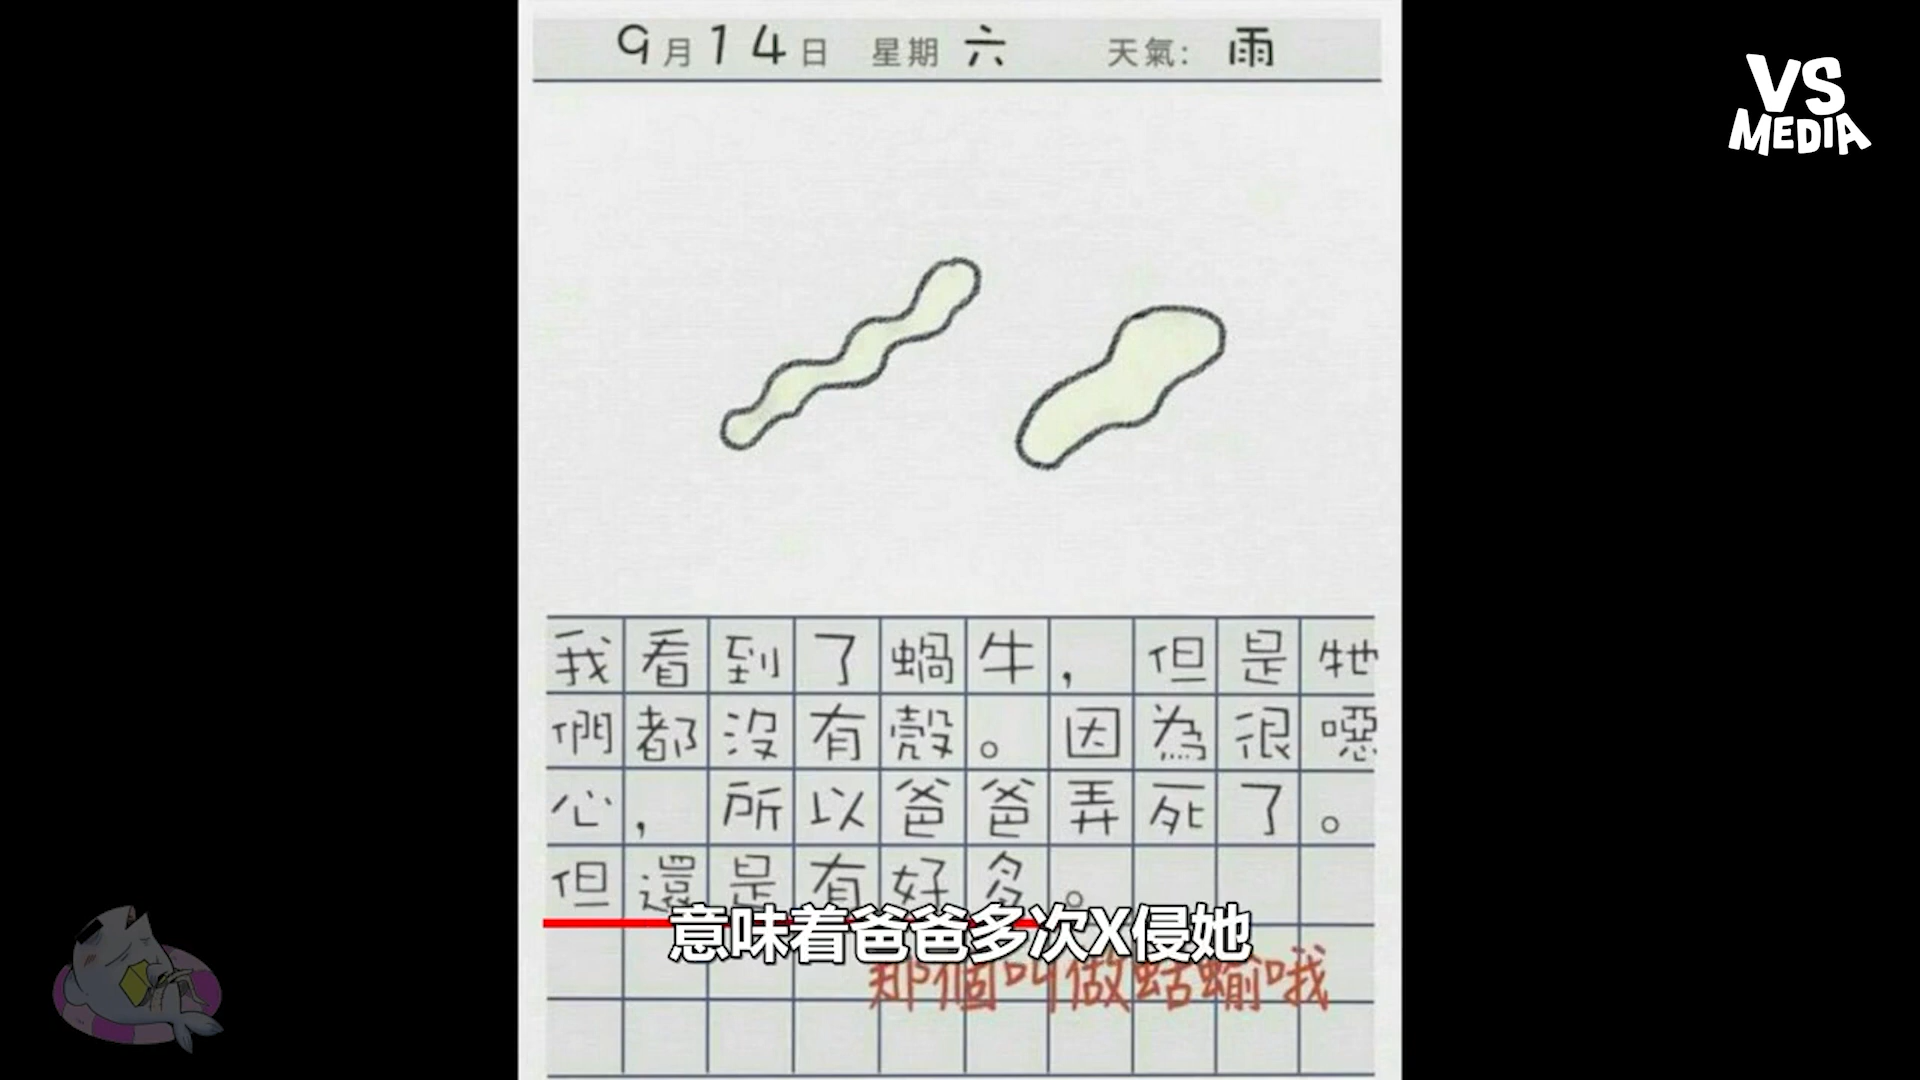 9月14日 星期六 天氣: 雨
VS
MEDIA
我看到了蝸牛，但是牠
們都沒有殼。因為很噁
心，所以爸爸弄死了。
但還是有好多。
意味着爸爸多次X侵她
那個叫做蛞蝓哦